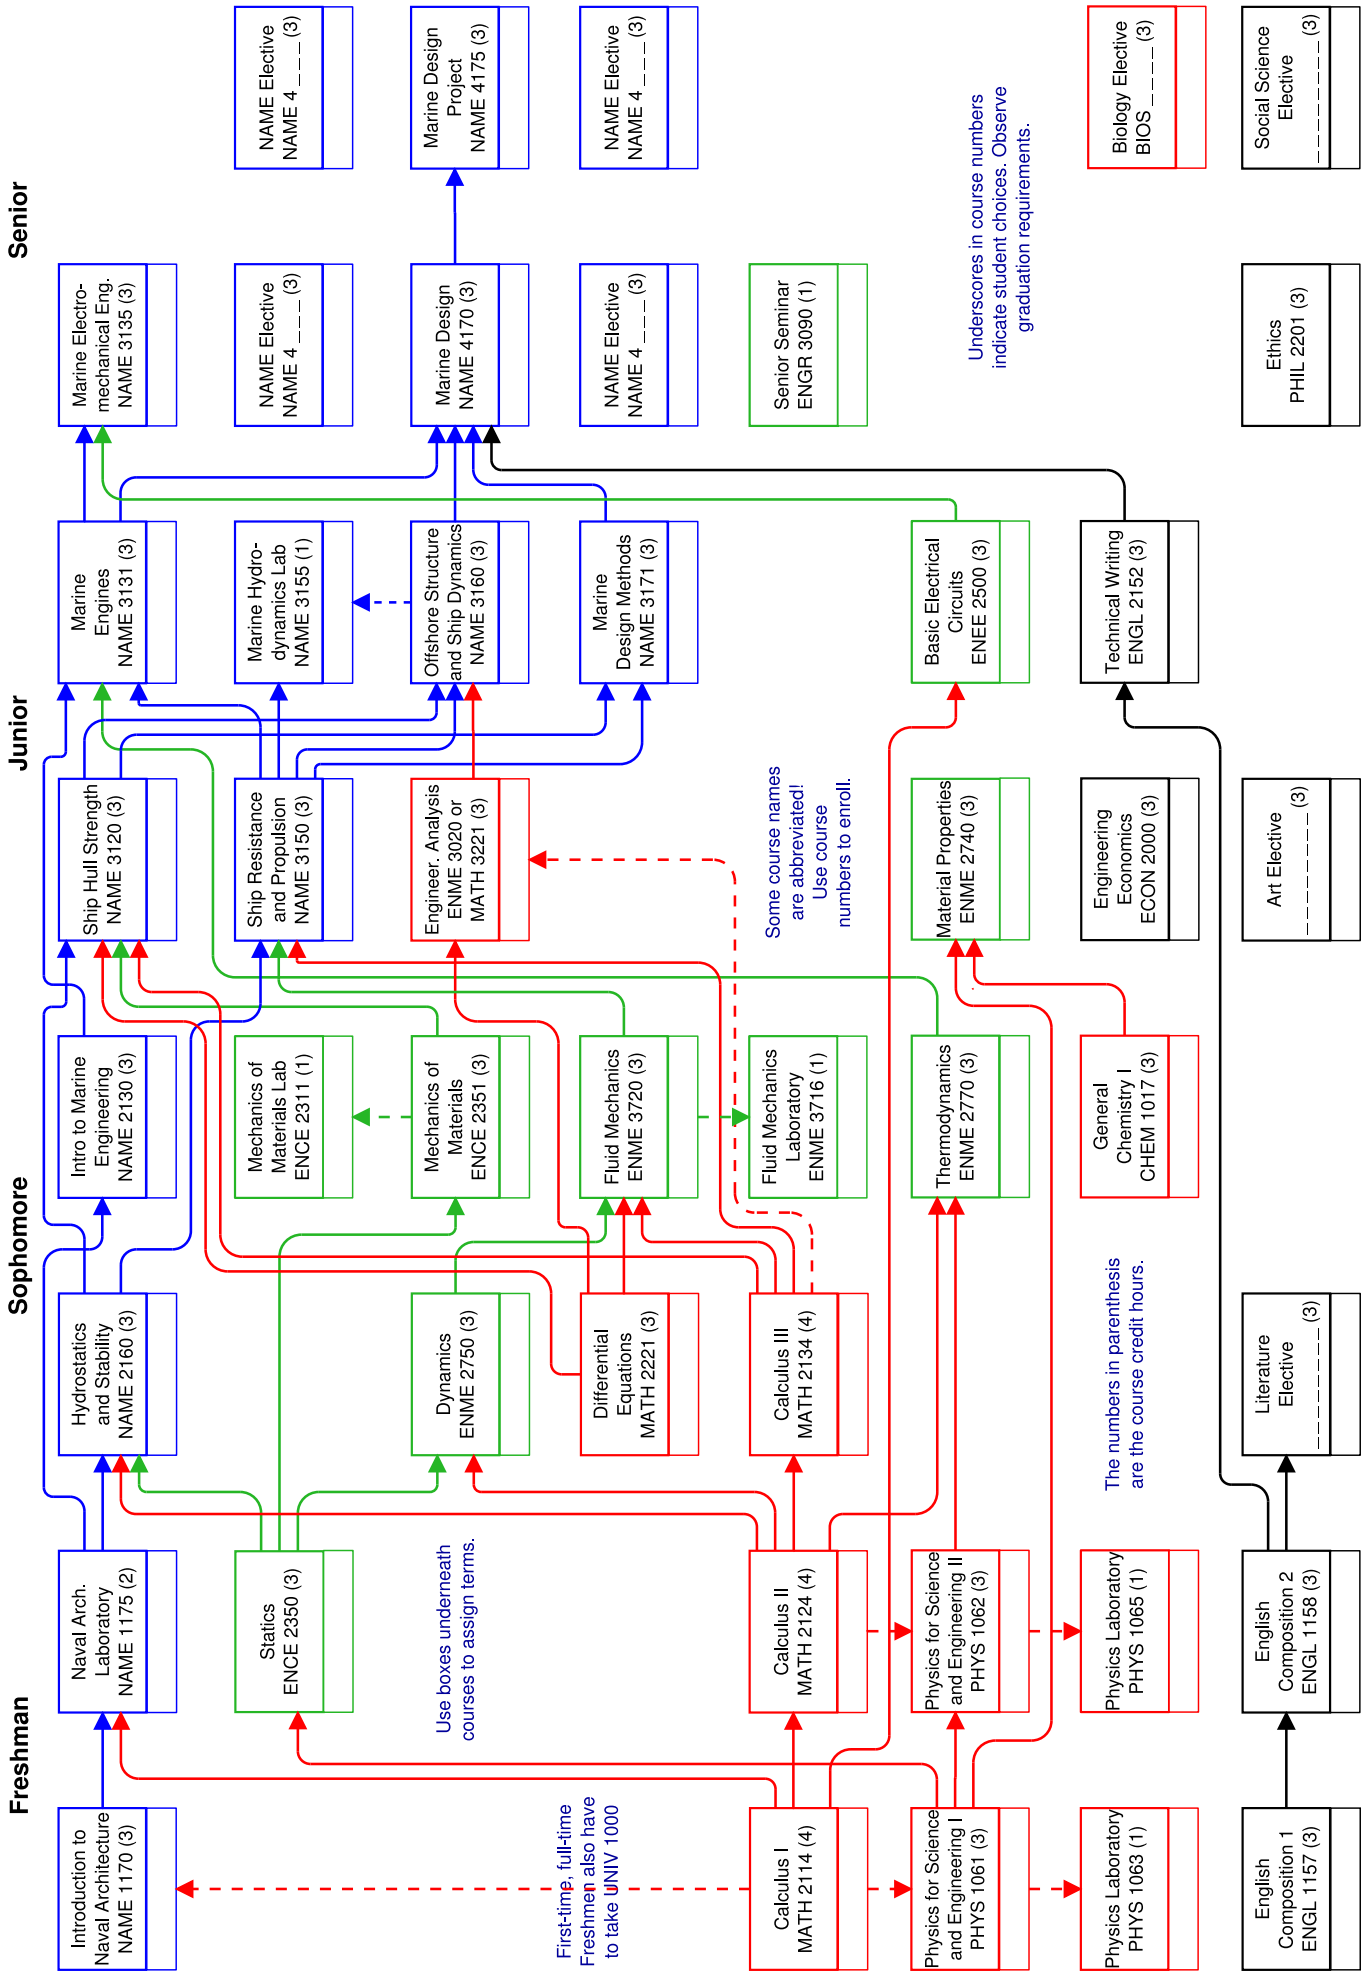 Freshman
Sophomore
Junior
Senior
Introduction to
Naval Architecture
NAME 1170 (3)
Naval Arch.
Laboratory
NAME 1175 (2)
Hydrostatics
and Stability
NAME 2160 (3)
Intro to Marine
Engineering
NAME 2130 (3)
Ship Hull Strength
NAME 3120 (3)
Marine
Engines
NAME 3131 (3)
Marine Electro-
mechanical Eng.
NAME 3135 (3)
Statics
ENCE 2350 (3)
Mechanics of
Materials Lab
ENCE 2311 (1)
Ship Resistance
and Propulsion
NAME 3150 (3)
Marine Hydro-
dynamics Lab
NAME 3155 (1)
NAME Elective
NAME 4 _ _ _ (3)
NAME Elective
NAME 4 _ _ _ (3)
Use boxes underneath
courses to assign terms.
Dynamics
ENME 2750 (3)
Mechanics of
Materials
ENCE 2351 (3)
Engineer. Analysis
ENME 3020 or
MATH 3221 (3)
Offshore Structure
and Ship Dynamics
NAME 3160 (3)
Marine Design
NAME 4170 (3)
Marine Design
Project
NAME 4175 (3)
First-time, full-time
Freshmen also have
to take UNIV 1000
Differential
Equations
MATH 2221 (3)
Fluid Mechanics
ENME 3720 (3)
Marine
Design Methods
NAME 3171 (3)
NAME Elective
NAME 4 _ _ _ (3)
NAME Elective
NAME 4 _ _ _ (3)
Calculus I
MATH 2114 (4)
Calculus II
MATH 2124 (4)
Calculus III
MATH 2134 (4)
Fluid Mechanics
Laboratory
ENME 3716 (1)
Some course names
are abbreviated!
Use course
numbers to enroll.
Senior Seminar
ENGR 3090 (1)
Physics for Science
and Engineering I
PHYS 1061 (3)
Physics for Science
and Engineering II
PHYS 1062 (3)
Thermodynamics
ENME 2770 (3)
Material Properties
ENME 2740 (3)
Basic Electrical
Circuits
ENEE 2500 (3)
Underscores in course numbers
indicate student choices. Observe
graduation requirements.
Physics Laboratory
PHYS 1063 (1)
Physics Laboratory
PHYS 1065 (1)
The numbers in parenthesis
are the course credit hours.
General
Chemistry I
CHEM 1017 (3)
Engineering
Economics
ECON 2000 (3)
Technical Writing
ENGL 2152 (3)
Biology Elective
BIOS_ _ _ _ (3)
English
Composition 1
ENGL 1157 (3)
English
Composition 2
ENGL 1158 (3)
Literature
Elective
_ _ _ _ _ _ _ _ (3)
Art Elective
_ _ _ _ _ _ _ _ (3)
Ethics
PHIL 2201 (3)
Social Science
Elective
_ _ _ _ _ _ _ _ (3)